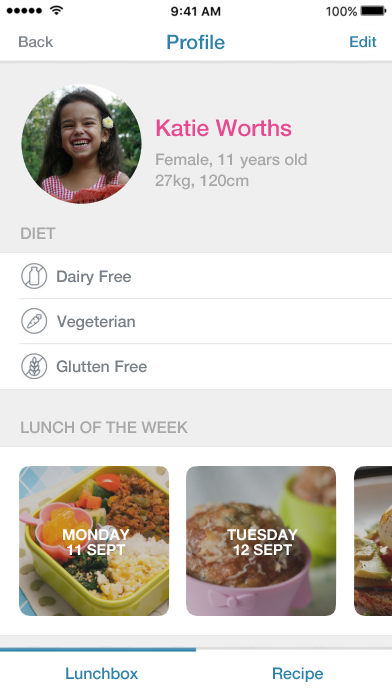 9:41 AM
100%
Back
Profile
Edit
Katie Worths
Female, 11 years old
27kg, 120cm
DIET
Dairy Free
Vegeterian
Glutten Free
LUNCH OF THE WEEK
MONDAY
11 SEPT
TUESDAY
12 SEPT
Lunchbox
Recipe